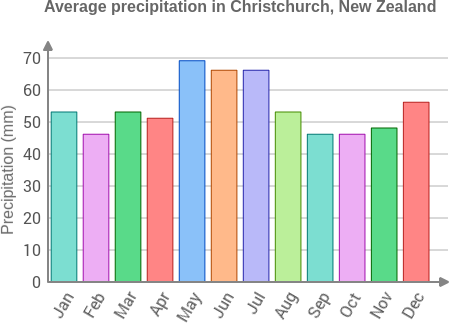 Average precipitation in Christchurch, New Zealand
Precipitation (mm)
70
60
50
40
30
20
10
0
Jan Feb Mar Apr May Jun Jul Aug Sep Oct Nov Dec